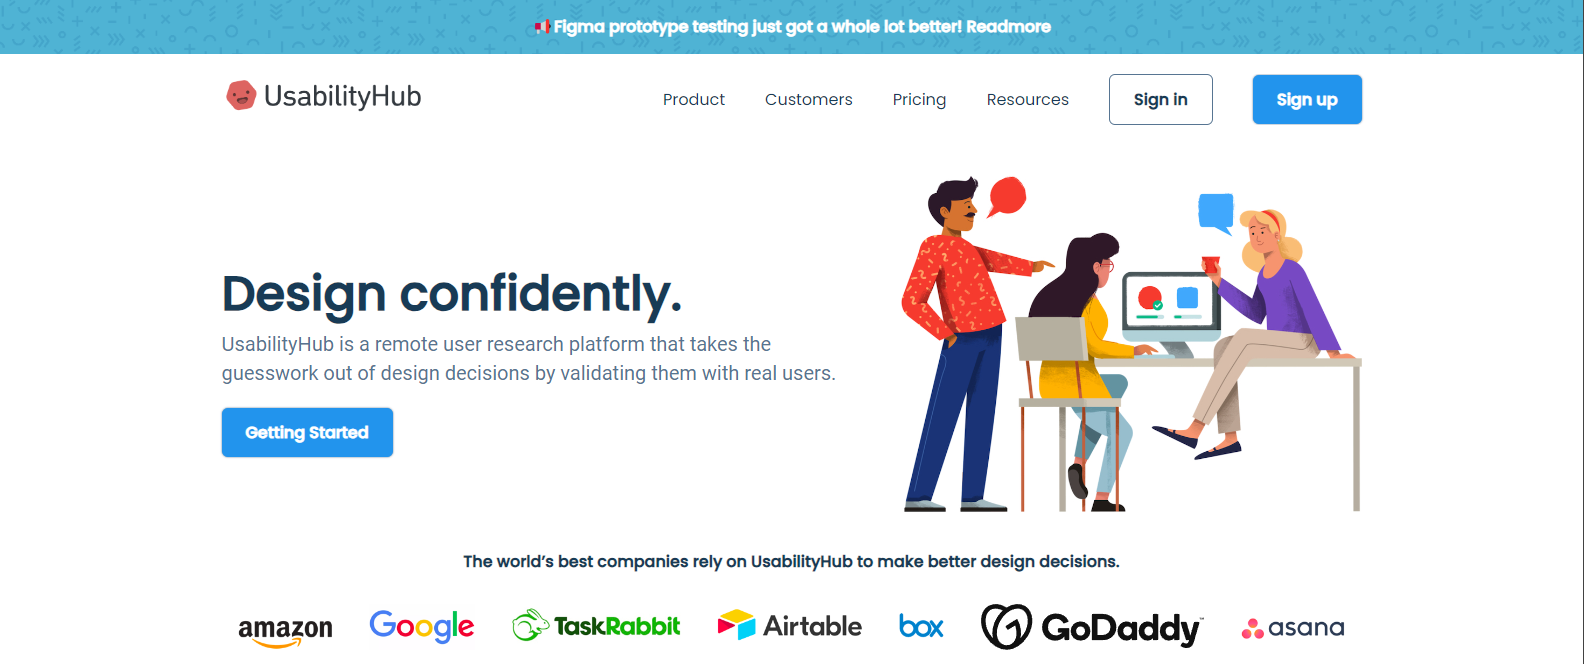 Figma prototype testing just got a whole lot better! Readmore
UsabilityHub
Product
Customers
Pricing
Resources
Sign in
Sign up
Design confidently.
UsabilityHub is a remote user research platform that takes the
guesswork out of design decisions by validating them with real users.
Getting Started
The world’s best companies rely on UsabilityHub to make better design decisions.
amazon
Google
TaskRabbit
Airtable
box
GoDaddy™
asana